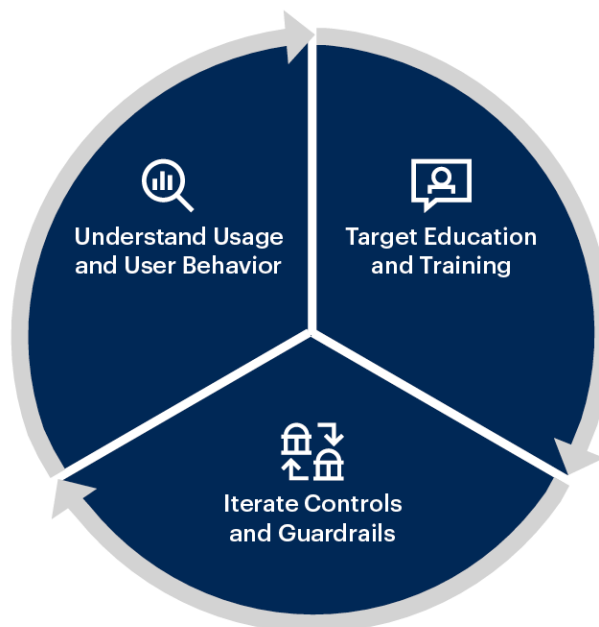 Understand Usage
and User Behavior
Target Education
and Training
Iterate Controls
and Guardrails